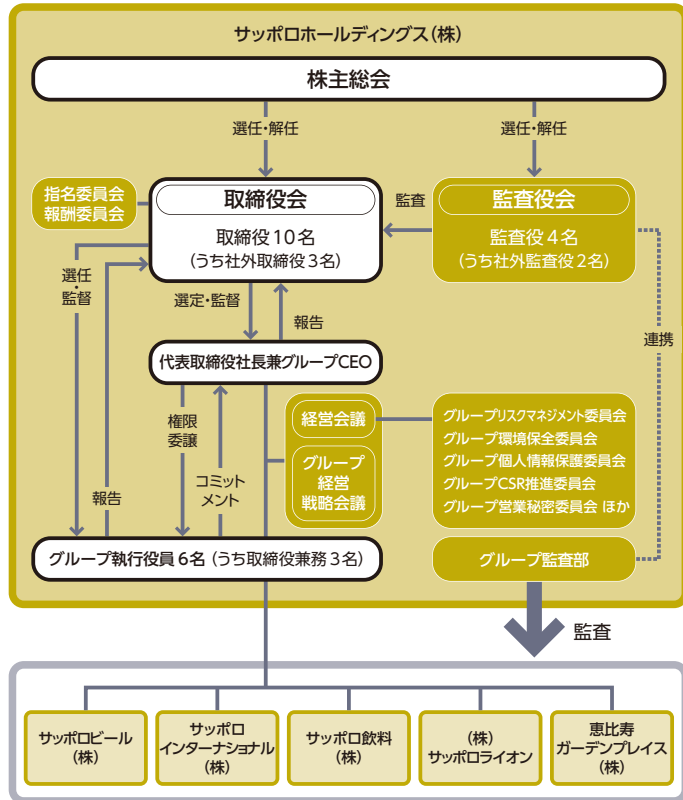 サッポロホールディングス(株)
株主総会
選任・解任
選任・解任
指名委員会
報酬委員会
取締役会
取締役10名
(うち社外取締役3名)
監査
監査役会
監査役4名
(うち社外監査役2名)
選任・監督
選定・監督
報告
連携
代表取締役社長兼グループCEO
権限
委譲
コミット
メント
報告
経営会議
グループ
経営
戦略会議
グループリスクマネジメント委員会
グループ環境保全委員会
グループ個人情報保護委員会
グループCSR推進委員会
グループ営業秘密委員会 ほか
グループ執行役員6名 (うち取締役兼務3名)
グループ監査部
監査
サッポロビール
(株)
サッポロ
インターナショナル
(株)
サッポロ飲料
(株)
(株)
サッポロライオン
恵比寿
ガーデンプレイス
(株)